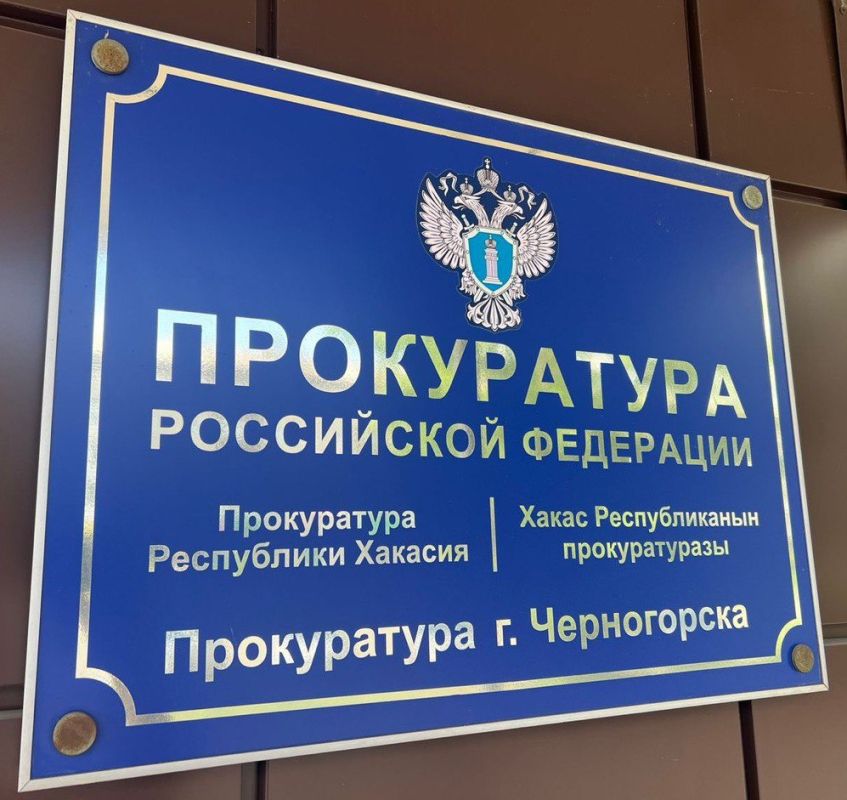 ПРОКУРАТУРА
РОССИЙСКОЙ ФЕДЕРАЦИИ
Прокуратура
Республики Хакасия
Хакас Республиканын
прокуратуразы
Прокуратура г. Черногорска